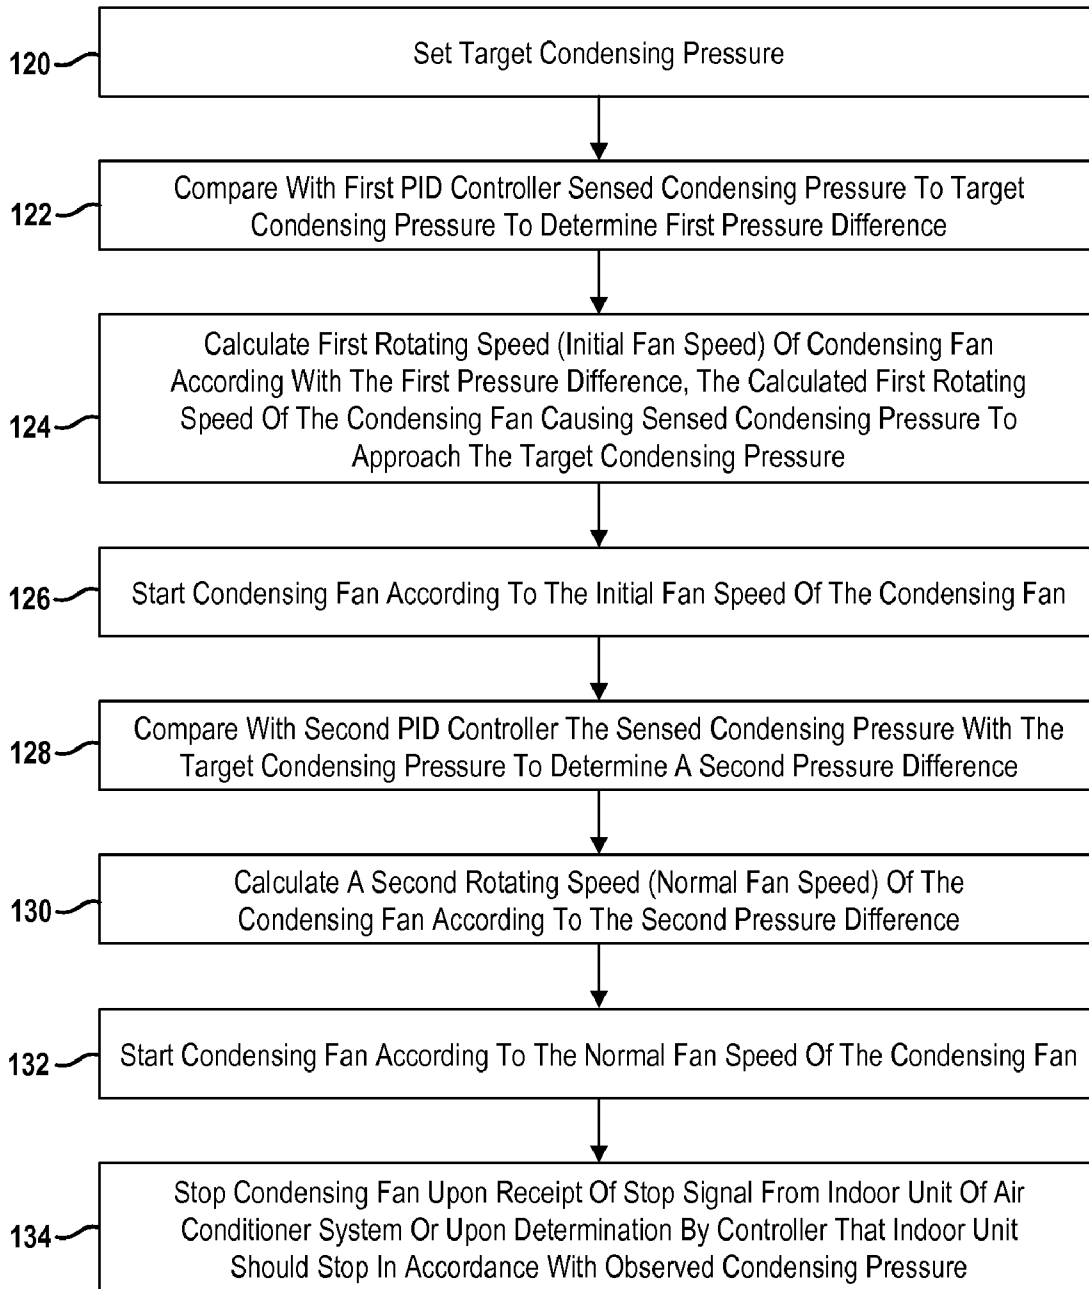 120
Set Target Condensing Pressure
122
Compare With First PID Controller Sensed Condensing Pressure To Target
Condensing Pressure To Determine First Pressure Difference
124
Calculate First Rotating Speed (Initial Fan Speed) Of Condensing Fan
According With The First Pressure Difference, The Calculated First Rotating
Speed Of The Condensing Fan Causing Sensed Condensing Pressure To
Approach The Target Condensing Pressure
126
Start Condensing Fan According To The Initial Fan Speed Of The Condensing Fan
128
Compare With Second PID Controller The Sensed Condensing Pressure With The
Target Condensing Pressure To Determine A Second Pressure Difference
130
Calculate A Second Rotating Speed (Normal Fan Speed) Of The
Condensing Fan According To The Second Pressure Difference
132
Start Condensing Fan According To The Normal Fan Speed Of The Condensing Fan
134
Stop Condensing Fan Upon Receipt Of Stop Signal From Indoor Unit Of Air
Conditioner System Or Upon Determination By Controller That Indoor Unit
Should Stop In Accordance With Observed Condensing Pressure